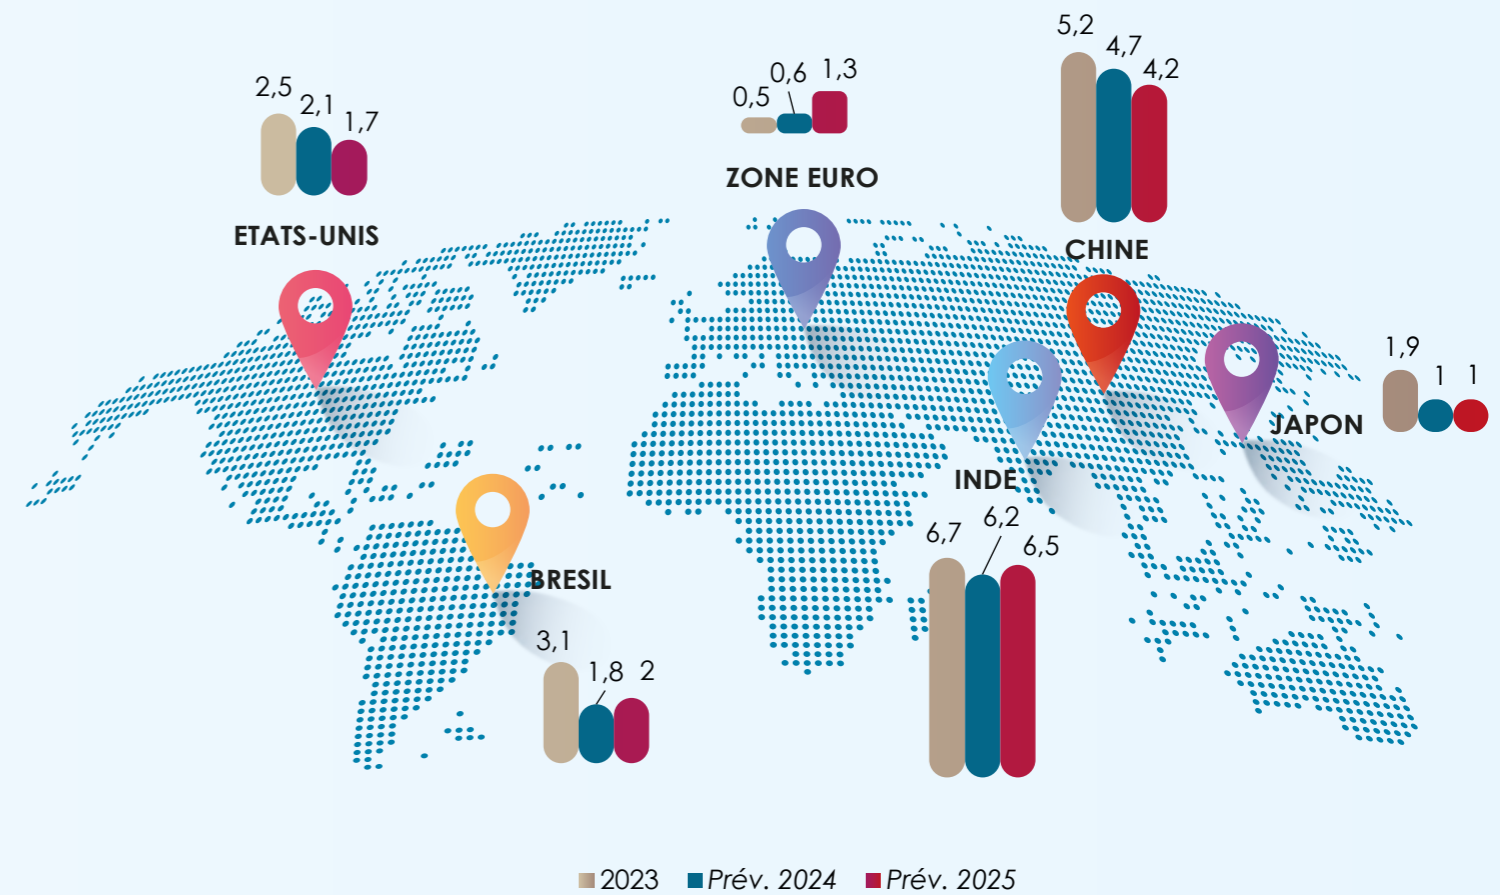 5,2
4,7
4,2
CHINE
2,5
2,1
1,7
ETATS-UNIS
0,5
0,6
1,3
ZONE EURO
1,9
1
1
JAPON
INDE
6,7
6,2
6,5
BRESIL
3,1
1,8
2
2023 Prév. 2024 Prév. 2025